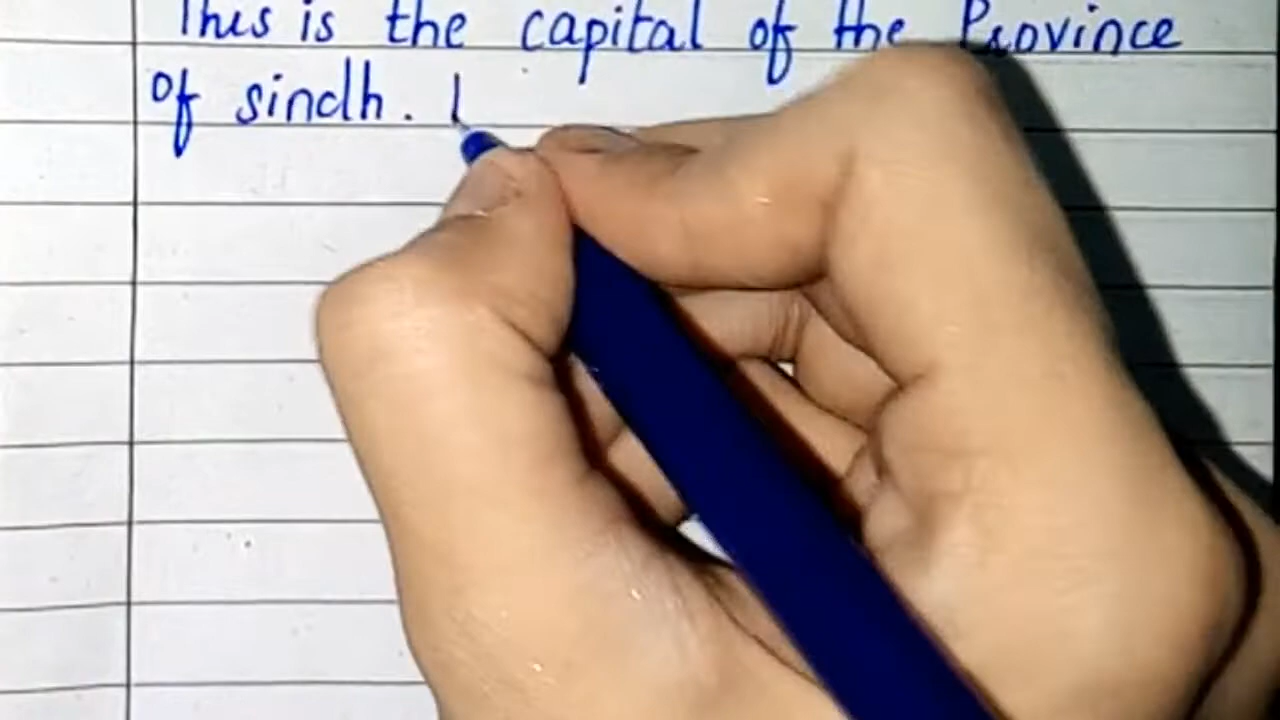 This is the capital of the Province
of sindh.